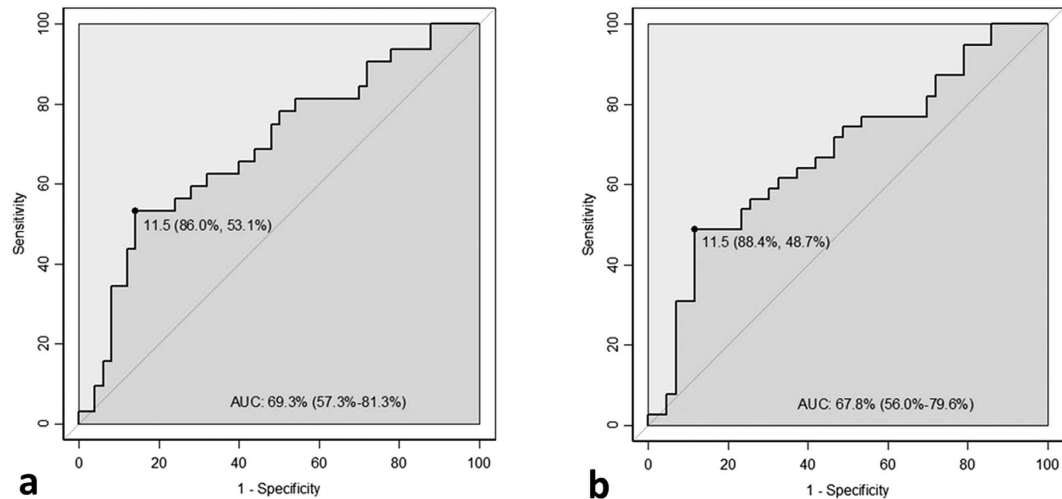 100
80
60
40
20
0
Sensitivity
11.5 (86.0%, 53.1%)
AUC: 69.3% (57.3%-81.3%)
0 20 40 60 80 100
1 - Specificity
a
100
80
60
40
20
0
Sensitivity
11.5 (88.4%, 48.7%)
AUC: 67.8% (56.0%-79.6%)
0 20 40 60 80 100
1 - Specificity
b